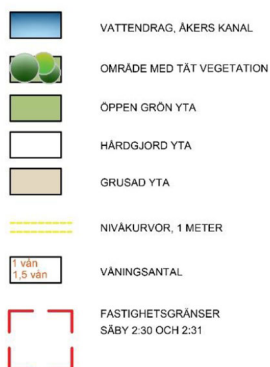 VATTENDRAG, ÅKERS KANAL
OMRÅDE MED TÄT VEGETATION
ÖPPEN GRÖN YTA
HÅRDGJORD YTA
GRUSAD YTA
NIVÅKURVOR, 1 METER
1 vån
1,5 vån
VÅNINGSANTAL
FASTIGHETSGRÄNSER
SÄBY 2:30 OCH 2:31